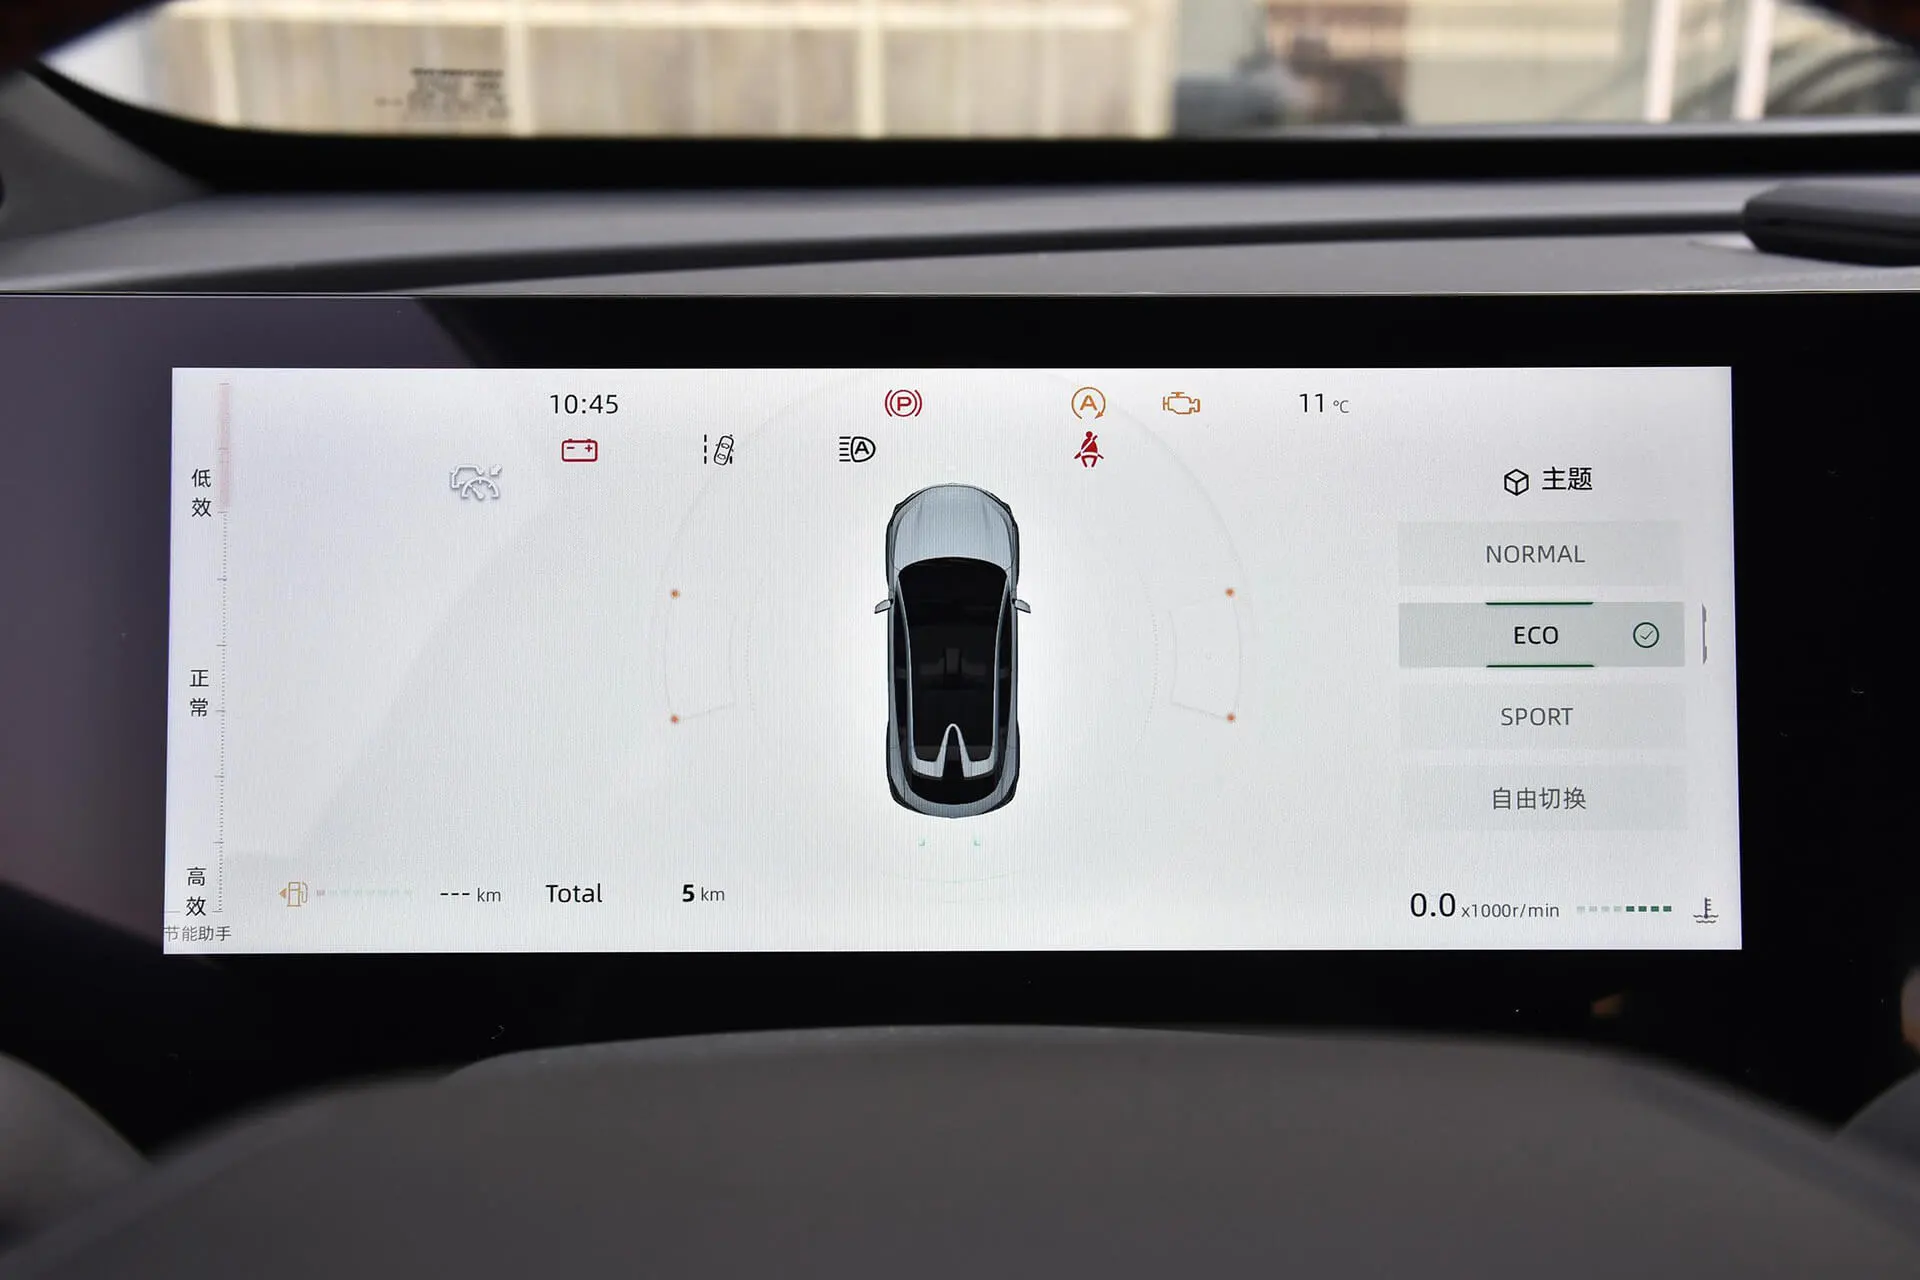 10:45
11 °C
低效
主题
NORMAL
ECO
SPORT
自由切换
正常
高效
节能助手
--- km
Total
5 km
0.0 x1000r/min